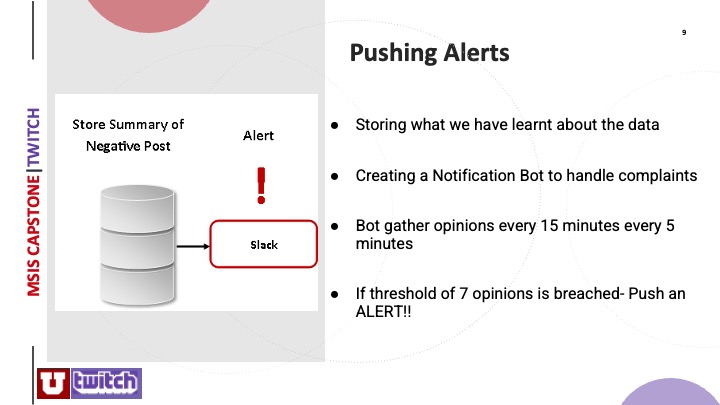 9
Pushing Alerts
MSIS CAPSTONE|TWITCH
Store Summary of
Negative Post
Alert
!
Slack
● Storing what we have learnt about the data
● Creating a Notification Bot to handle complaints
● Bot gather opinions every 15 minutes every 5
minutes
● If threshold of 7 opinions is breached- Push an
ALERT!!
U
twitch